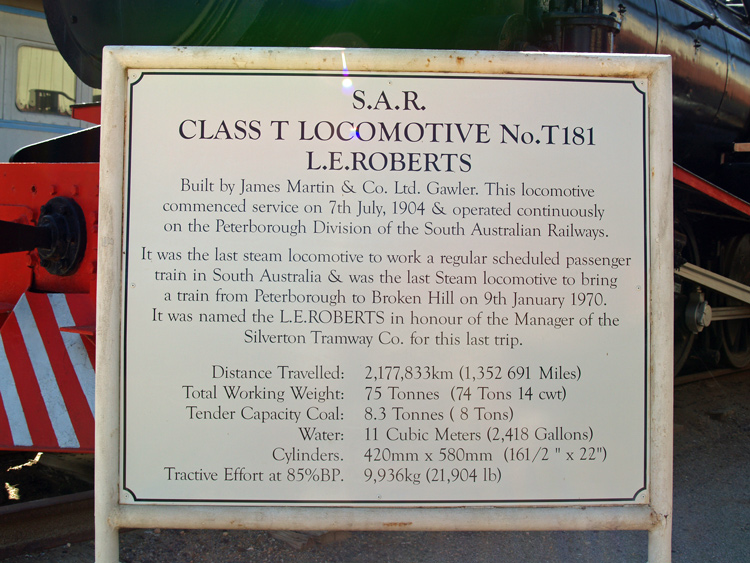 S.A.R.
CLASS T LOCOMOTIVE No.T181
L.E.ROBERTS
Built by James Martin & Co. Ltd. Gawler. This locomotive
commenced service on 7th July, 1904 & operated continuously
on the Peterborough Division of the South Australian Railways.
It was the last steam locomotive to work a regular scheduled passenger
train in South Australia & was the last Steam locomotive to bring
a train from Peterborough to Broken Hill on 9th January 1970.
It was named the L.E.ROBERTS in honour of the Manager of the
Silverton Tramway Co. for this last trip.
Distance Travelled: 2,177,833km (1,352 691 Miles)
Total Working Weight: 75 Tonnes (74 Tons 14 cwt)
Tender Capacity Coal: 8.3 Tonnes ( 8 Tons)
Water: 11 Cubic Meters (2,418 Gallons)
Cylinders. 420mm x 580mm (161/2 " x 22")
Tractive Effort at 85%BP. 9,936kg (21,904 lb)